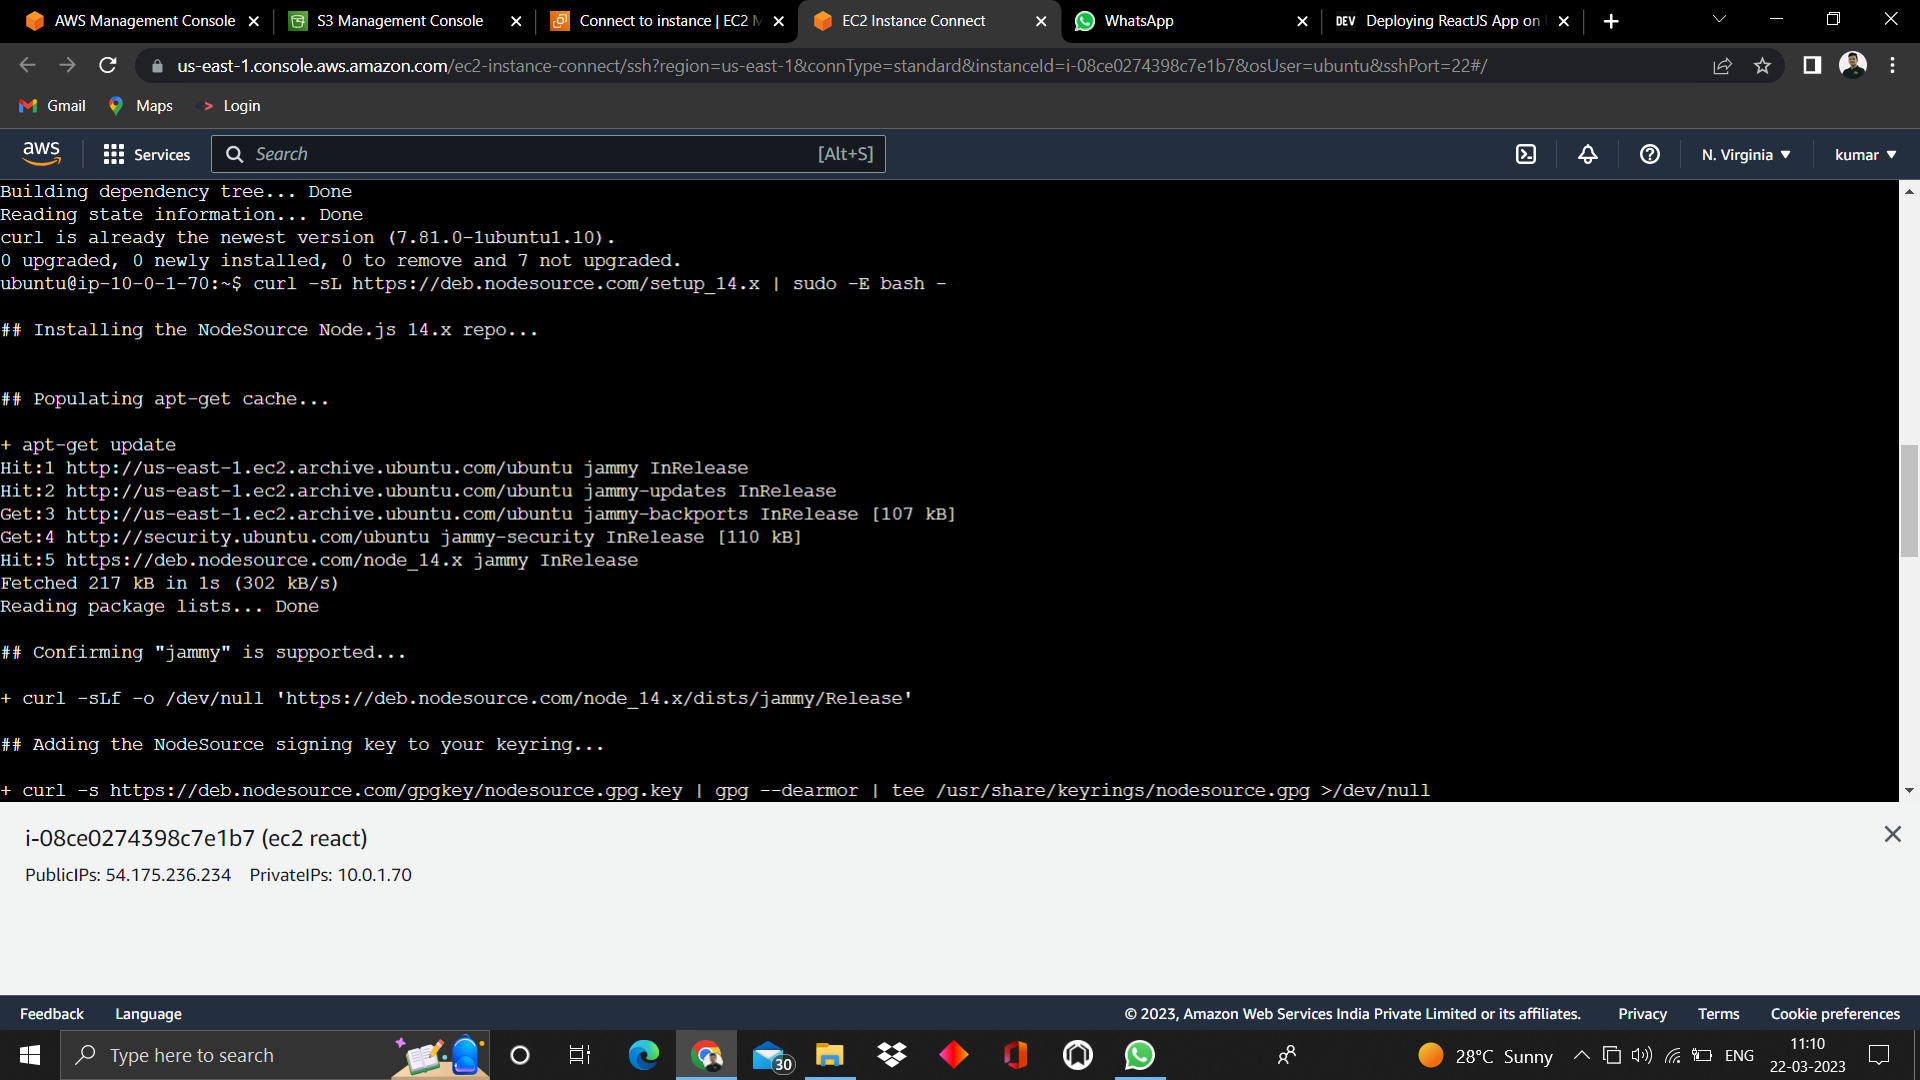 AWS Management Console
S3 Management Console
Connect to instance | EC2 M
EC2 Instance Connect
WhatsApp
DEV Deploying ReactJS App on
us-east-1.console.aws.amazon.com/ec2-instance-connect/ssh?region=us-east-1&connType=standard&instanceId=i-08ce0274398c7e1b7&osUser=ubuntu&sshPort=22#/
Gmail Maps Login
aws Services Search [Alt+S] N. Virginia kumar
Building dependency tree... Done
Reading state information... Done
curl is already the newest version (7.81.0-1ubuntu1.10).
0 upgraded, 0 newly installed, 0 to remove and 7 not upgraded.
ubuntu@ip-10-0-1-70:~$ curl -sL https://deb.nodesource.com/setup_14.x | sudo -E bash -
## Installing the NodeSource Node.js 14.x repo...
## Populating apt-get cache...
+ apt-get update
Hit:1 http://us-east-1.ec2.archive.ubuntu.com/ubuntu jammy InRelease
Hit:2 http://us-east-1.ec2.archive.ubuntu.com/ubuntu jammy-updates InRelease
Get:3 http://us-east-1.ec2.archive.ubuntu.com/ubuntu jammy-backports InRelease [107 kB]
Get:4 http://security.ubuntu.com/ubuntu jammy-security InRelease [110 kB]
Hit:5 https://deb.nodesource.com/node_14.x jammy InRelease
Fetched 217 kB in 1s (302 kB/s)
Reading package lists... Done
## Confirming "jammy" is supported...
+ curl -sLf -o /dev/null 'https://deb.nodesource.com/node_14.x/dists/jammy/Release'
## Adding the NodeSource signing key to your keyring...
+ curl -s https://deb.nodesource.com/gpgkey/nodesource.gpg.key | gpg --dearmor | tee /usr/share/keyrings/nodesource.gpg >/dev/null
i-08ce0274398c7e1b7 (ec2 react)
PublicIPs: 54.175.236.234 PrivateIPs: 10.0.1.70
Feedback Language © 2023, Amazon Web Services India Private Limited or its affiliates. Privacy Terms Cookie preferences
Type here to search 30 28°C Sunny ENG 11:10
22-03-2023